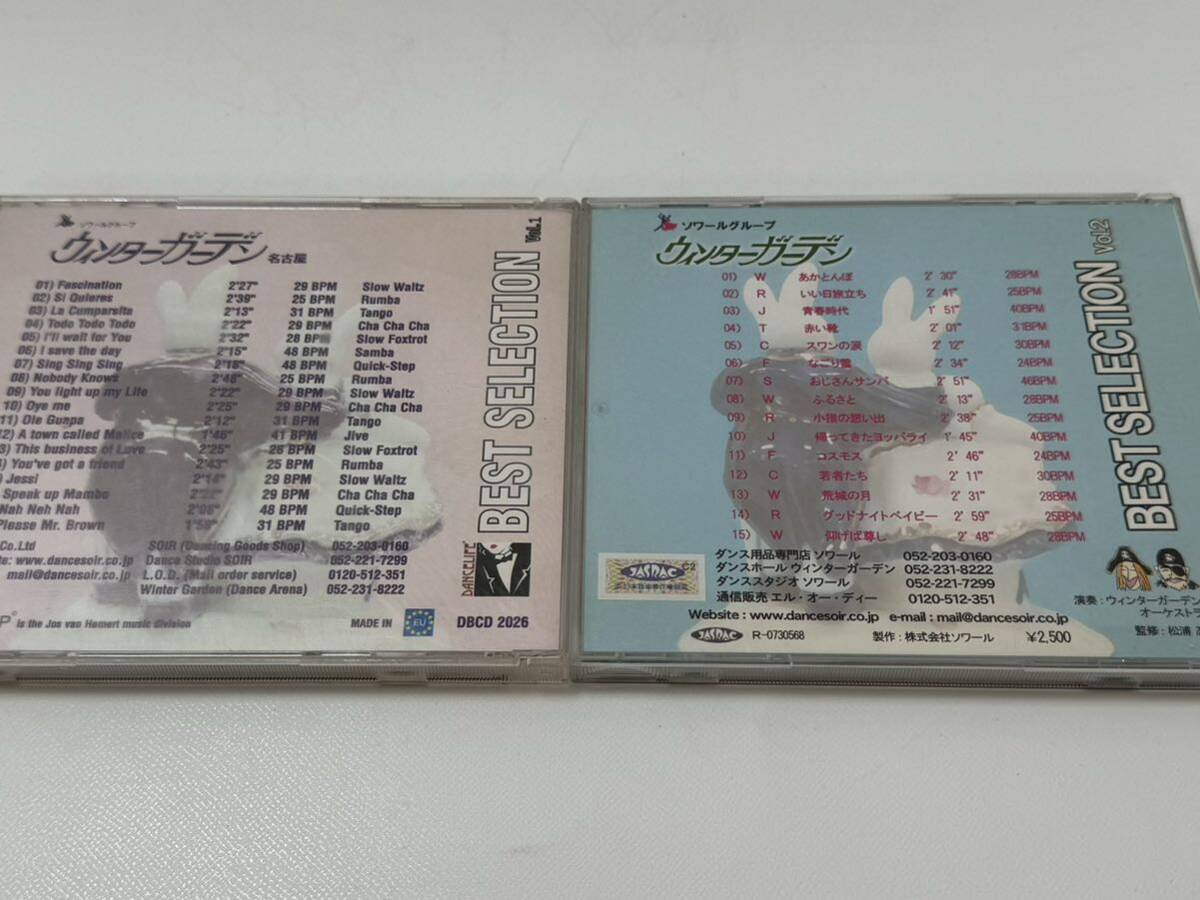 ソワールグループ
ウィンターガーデン 名古屋
01) Fascination 2'27" 29 BPM Slow Waltz
02) Si Quieres 2'39" 25 BPM Rumba
03) La Cumparsita 2'13" 31 BPM Tango
04) Todo Todo Todo 2'22" 29 BPM Cha Cha Cha
05) I'll wait for You 2'32" 28 BPM Slow Foxtrot
06) I save the day 2'15" 48 BPM Samba
07) Sing Sing Sing 2'18" 48 BPM Quick-Step
08) Nobody Knows 2'48" 25 BPM Rumba
09) You light up my Life 2'22" 29 BPM Slow Waltz
10) Oye me 2'25" 29 BPM Cha Cha Cha
11) Ole Guapa 2'12" 31 BPM Tango
2) A town called Malice 1'46" 41 BPM Jive
3) This business of Love 2'25" 28 BPM Slow Foxtrot
) You've got a friend 2'43" 25 BPM Rumba
) Jessi 2'14" 29 BPM Slow Waltz
Speak up Mambo 29 BPM Cha Cha Cha
Nah Neh Nah 2'08" 48 BPM Quick-Step
Please Mr. Brown 1'59" 31 BPM Tango
Co.Ltd SOIR (Dancing Goods Shop) 052-203-0160
te: www.dancesoir.co.jp Dance Studio SOIR 052-221-7299
mail@dancesoir.co.jp L.O.D. (Mail order service) 0120-512-351
Winter Garden (Dance Arena) 052-231-8222
P is the Jos van Hamert music division MADE IN EU DBCD 2026
DANCELIFE
BEST SELECTION Vol.1
ソワールグループ
ウィンターガーデン
01) W あかとんぼ 2' 30" 28BPM
02) R いい日旅立ち 2' 41" 25BPM
03) J 青春時代 1' 51" 40BPM
04) T 赤い靴 2' 01" 31BPM
05) C スワンの涙 2' 12" 30BPM
06) F なごり雪 2' 34" 24BPM
07) S おじさんサンバ 2' 51" 46BPM
08) W ふるさと 2' 13" 28BPM
09) R 小指の想い出 2' 38" 25BPM
10) J 帰ってきたヨッパライ 1' 45" 40BPM
11) F コスモス 2' 46" 24BPM
12) C 若者たち 2' 11" 30BPM
13) W 荒城の月 2' 31" 28BPM
14) R グッドナイトベイビー 2' 59" 25BPM
15) W 仰げば尊し 2' 48" 28BPM
ダンス用品専門店 ソワール 052-203-0160
ダンスホール ウィンターガーデン 052-231-8222
ダンススタジオ ソワール 052-221-7299
通信販売 エル・オー・ディー 0120-512-351
Website : www.dancesoir.co.jp e-mail : mail@dancesoir.co.jp
JASRAC R-0730568 製作 : 株式会社ソワール ¥2,500
JASRAC C2
BEST SELECTION Vol.2
演奏 : ウィンターガーデン
オーケストラ
監修 : 松浦